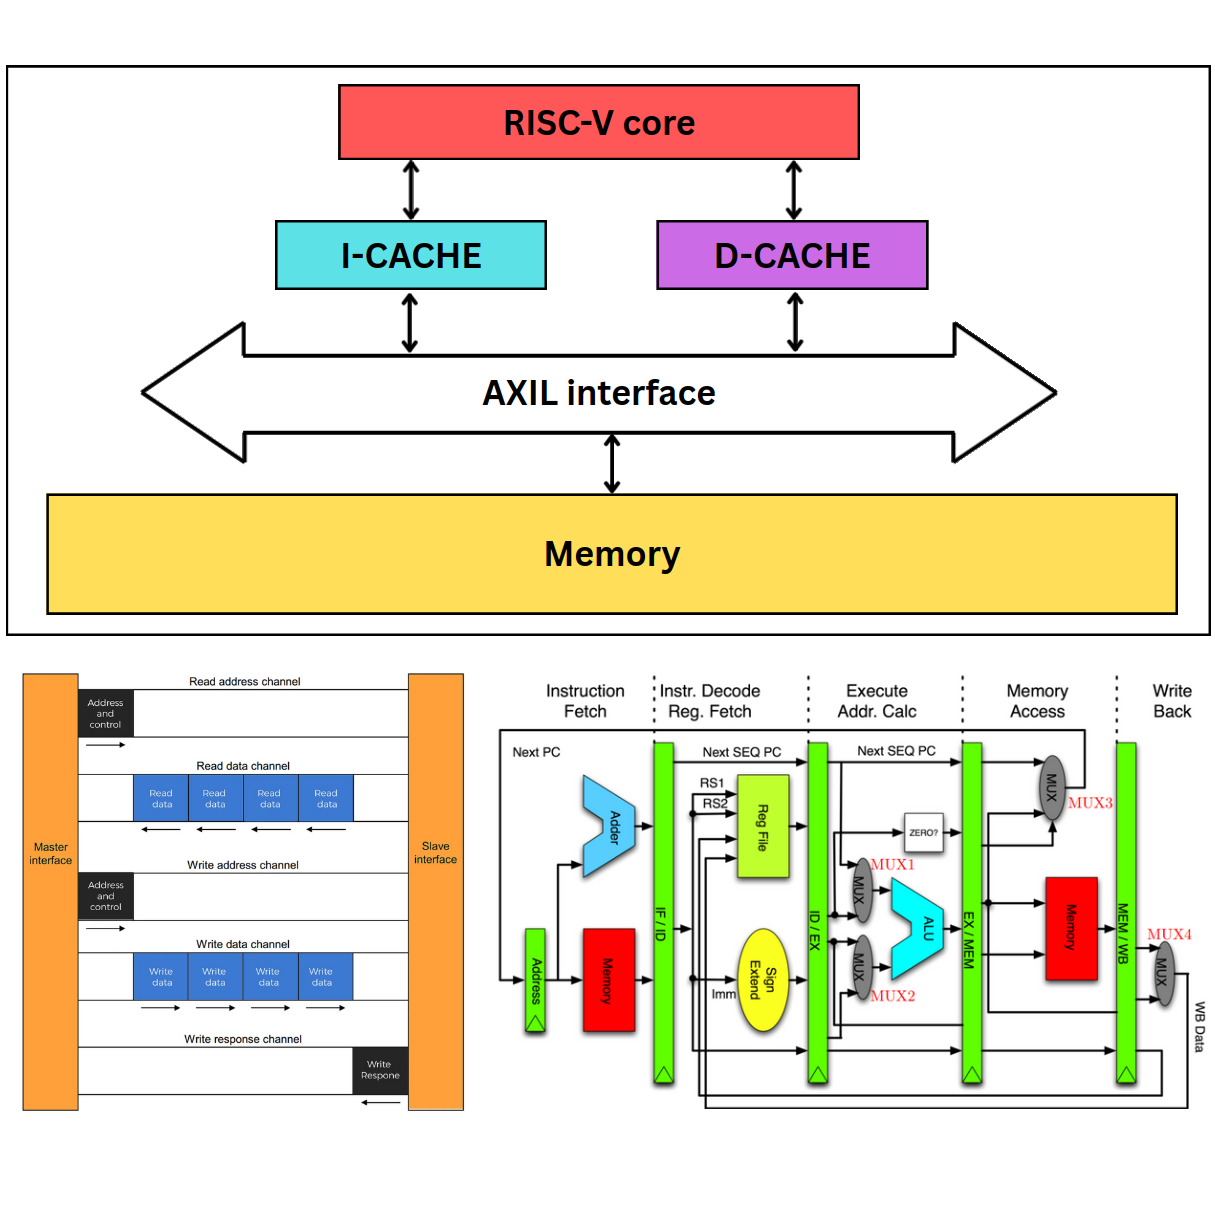 RISC-V core
I-CACHE
D-CACHE
AXIL interface
Memory
Read address channel
Address
and
control
Read data channel
Read
data
Read
data
Read
data
Read
data
Master
interface
Slave
interface
Write address channel
Address
and
control
Write data channel
Write
data
Write
data
Write
data
Write
data
Write response channel
Write
Respone
Instruction
Fetch
Instr. Decode
Reg. Fetch
Execute
Addr. Calc
Memory
Access
Write
Back
Next PC
Next SEQ PC
Next SEQ PC
RS1
RS2
Adder
Reg File
ZERO?
MUX
MUX3
MUX
MUX1
ALU
MUX
MUX2
Address
Memory
IF / ID
Imm
Sign
Extend
ID / EX
EX / MEM
Memory
MEM / WB
MUX4
MUX
WB Data